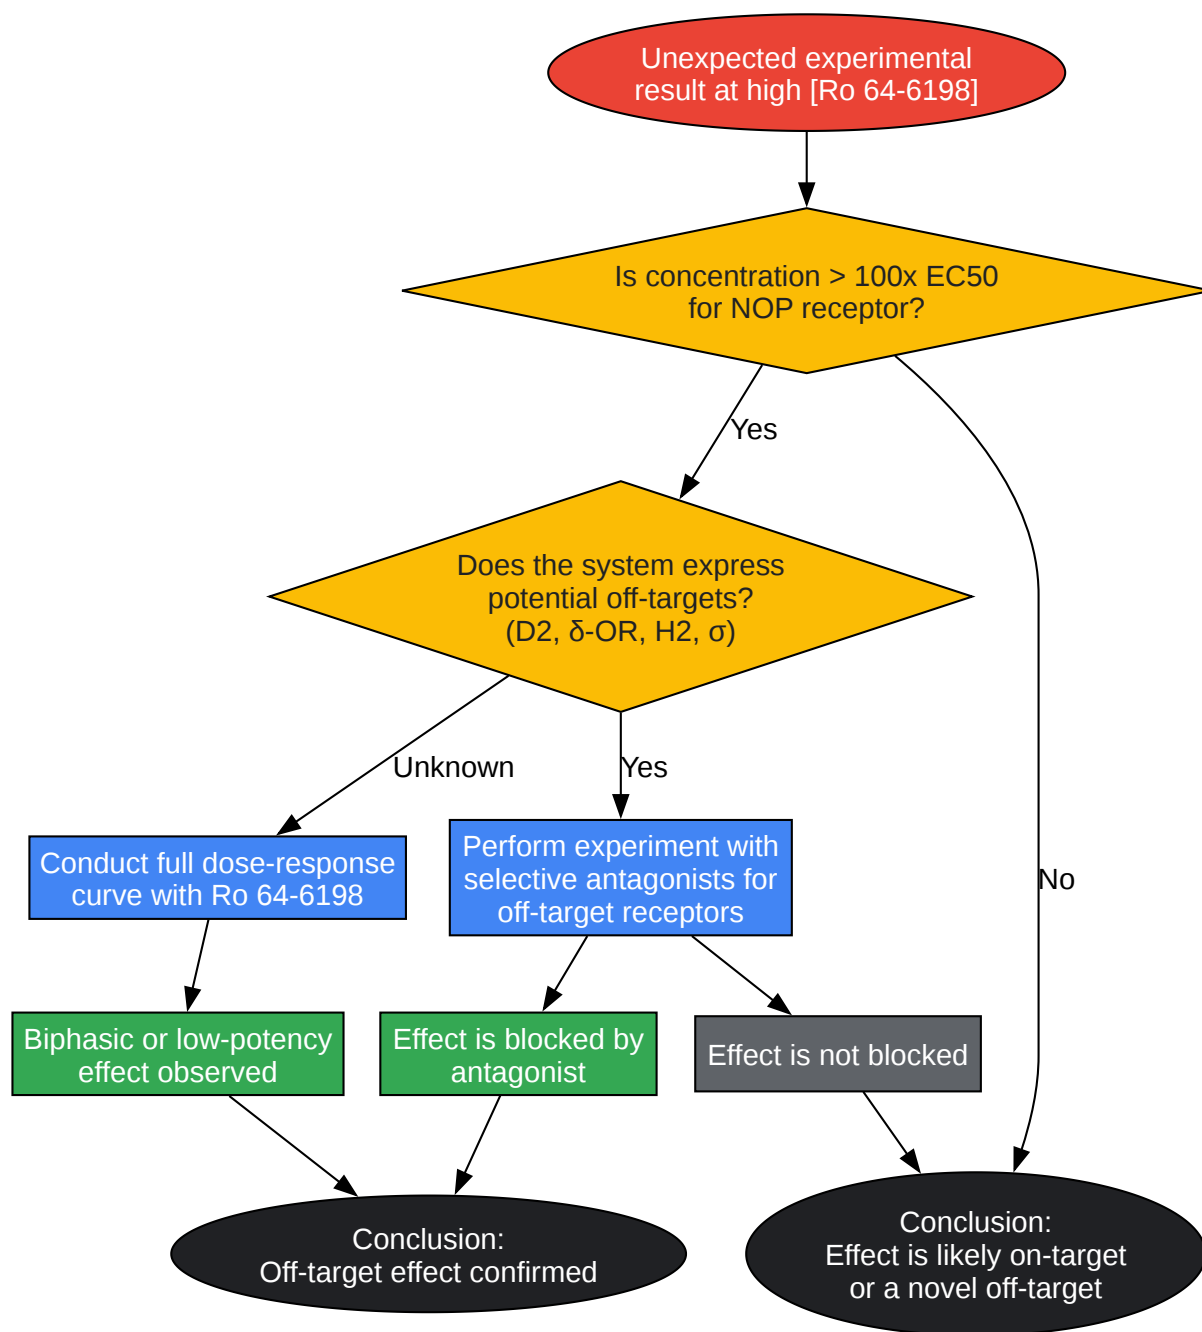 Unexpected experimental
result at high [Ro 64-6198]
Is concentration > 100x EC50
for NOP receptor?
Yes
Does the system express
potential off-targets?
(D2, δ-OR, H2, σ)
Unknown
Yes
Conduct full dose-response
curve with Ro 64-6198
Perform experiment with
selective antagonists for
off-target receptors
No
Biphasic or low-potency
effect observed
Effect is blocked by
antagonist
Effect is not blocked
Conclusion:
Off-target effect confirmed
Conclusion:
Effect is likely on-target
or a novel off-target